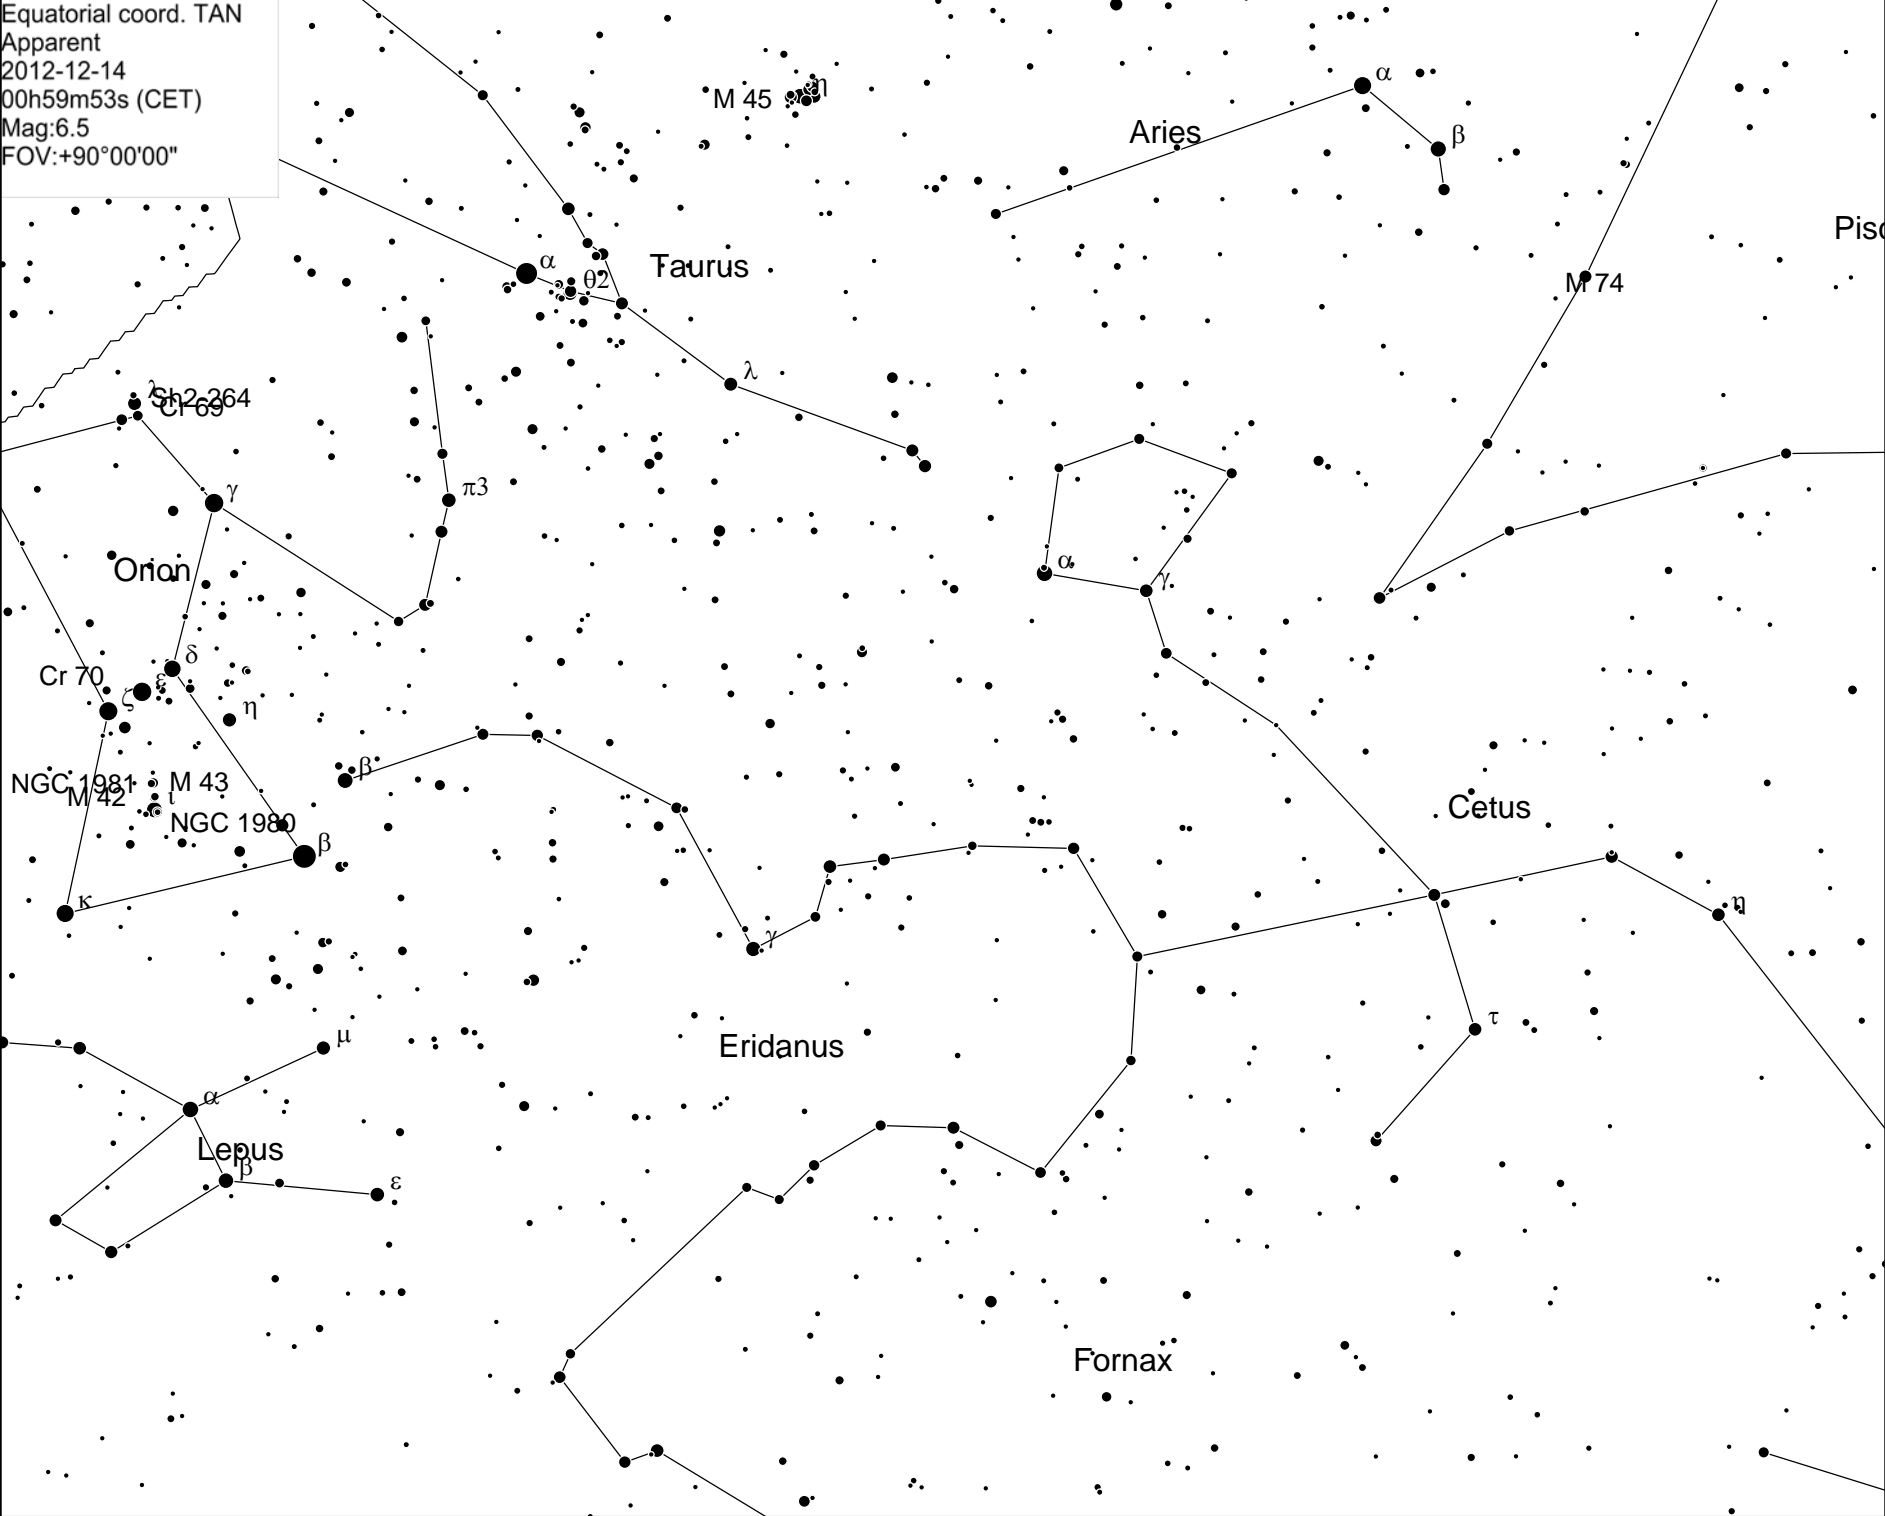 Equatorial coord. TAN
Apparent
2012-12-14
00h59m53s (CET)
Mag:6.5
FOV:+90°00'00"
M 45
η
α
Aries
β
Pisc
α
Taurus
θ2
M 74
λ
λ
Sh2-264
Cr 69
γ
π3
α
γ
Orion
δ
Cr 70
ε
ζ
η
β
NGC 1981
M 43
M 42
ι
NGC 1980
Cetus
β
κ
η
γ
τ
μ
Eridanus
α
Lepus
β
ε
Fornax